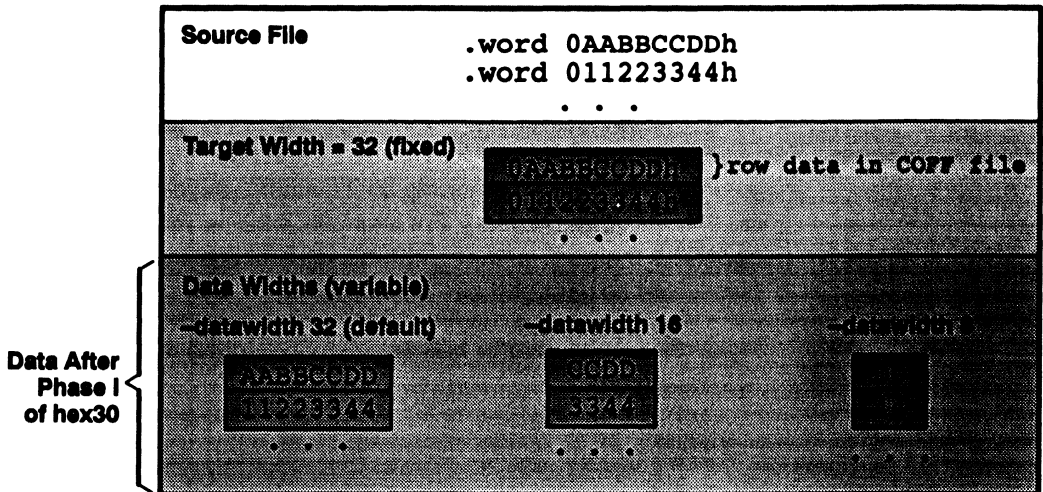 Source File
.word 0AABBCCDDh
.word 011223344h
. . .
Target Width = 32 (fixed)
0AABBCCDDh
011223344h
}row data in COFF file
. . .
Data Widths (variable)
-datawidth 32 (default)
-datawidth 16
-datawidth
AABBCCDD
11223344
. . .
CCDD
3344
. . .
. . .
Data After
Phase I
of hex30